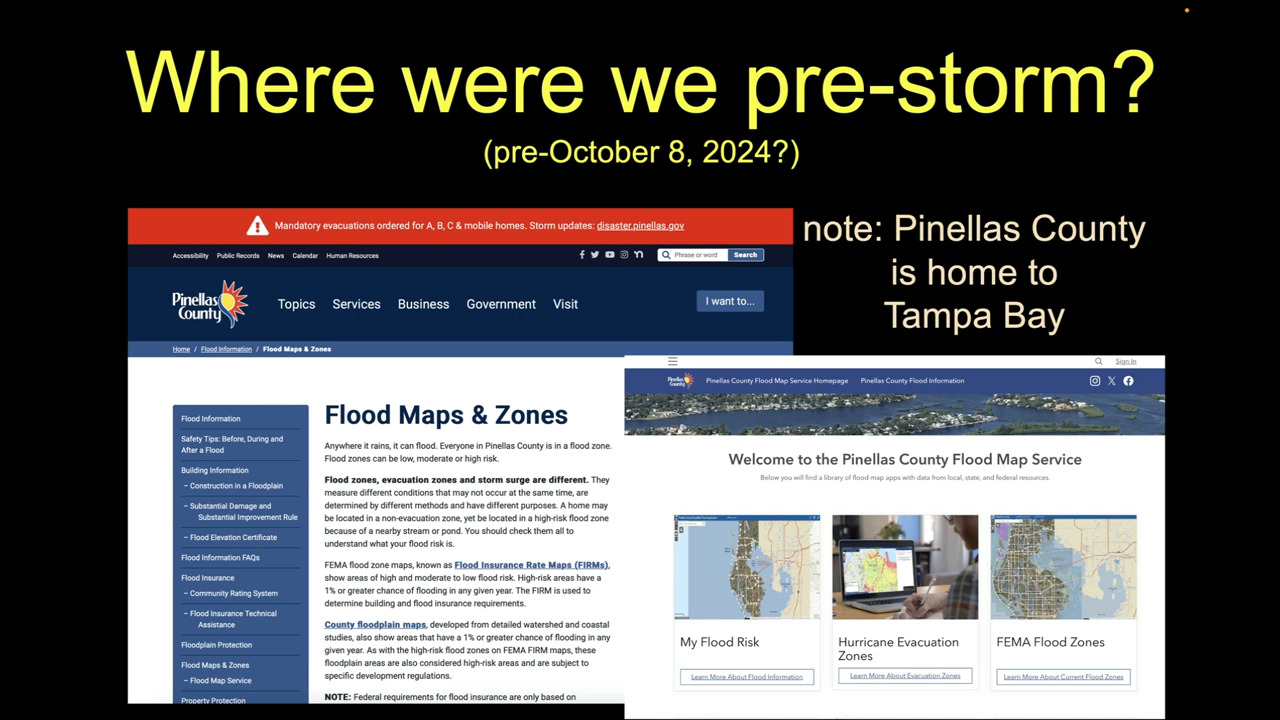 Where were we pre-storm?
(pre-October 8, 2024?)
Mandatory evacuations ordered for A, B, C & mobile homes. Storm updates: disaster.pinellas.gov
Accessibility Public Records News Calendar Human Resources
Phrase or word Search
Pinellas
County
Topics Services Business Government Visit
I want to...
Home / Flood Information / Flood Maps & Zones
Flood Information
Safety Tips: Before, During and
After a Flood
Building Information
– Construction in a Floodplain
– Substantial Damage and
Substantial Improvement Rule
– Flood Elevation Certificate
Flood Information FAQs
Flood Insurance
– Community Rating System
– Flood Insurance Technical
Assistance
Floodplain Protection
Flood Maps & Zones
– Flood Map Service
Property Protection
Flood Maps & Zones
Anywhere it rains, it can flood. Everyone in Pinellas County is in a flood zone.
Flood zones can be low, moderate or high risk.
Flood zones, evacuation zones and storm surge are different. They
measure different conditions that may not occur at the same time, are
determined by different methods and have different purposes. A home may
be located in a non-evacuation zone, yet be located in a high-risk flood zone
because of a nearby stream or pond. You should check them all to
understand what your flood risk is.
FEMA flood zone maps, known as Flood Insurance Rate Maps (FIRMs),
show areas of high and moderate to low flood risk. High-risk areas have a
1% or greater chance of flooding in any given year. The FIRM is used to
determine building and flood insurance requirements.
County floodplain maps, developed from detailed watershed and coastal
studies, also show areas that have a 1% or greater chance of flooding in any
given year. As with the high-risk flood zones on FEMA FIRM maps, these
floodplain areas are also considered high-risk areas and are subject to
specific development regulations.
NOTE: Federal requirements for flood insurance are only based on
note: Pinellas County
is home to
Tampa Bay
Sign In
Pinellas
County
Pinellas County Flood Map Service Homepage Pinellas County Flood Information
Welcome to the Pinellas County Flood Map Service
Below you will find a library of flood map apps with data from local, state, and federal resources.
My Flood Risk
Learn More About Flood Information
Hurricane Evacuation
Zones
Learn More About Evacuation Zones
FEMA Flood Zones
Learn More About Current Flood Zones